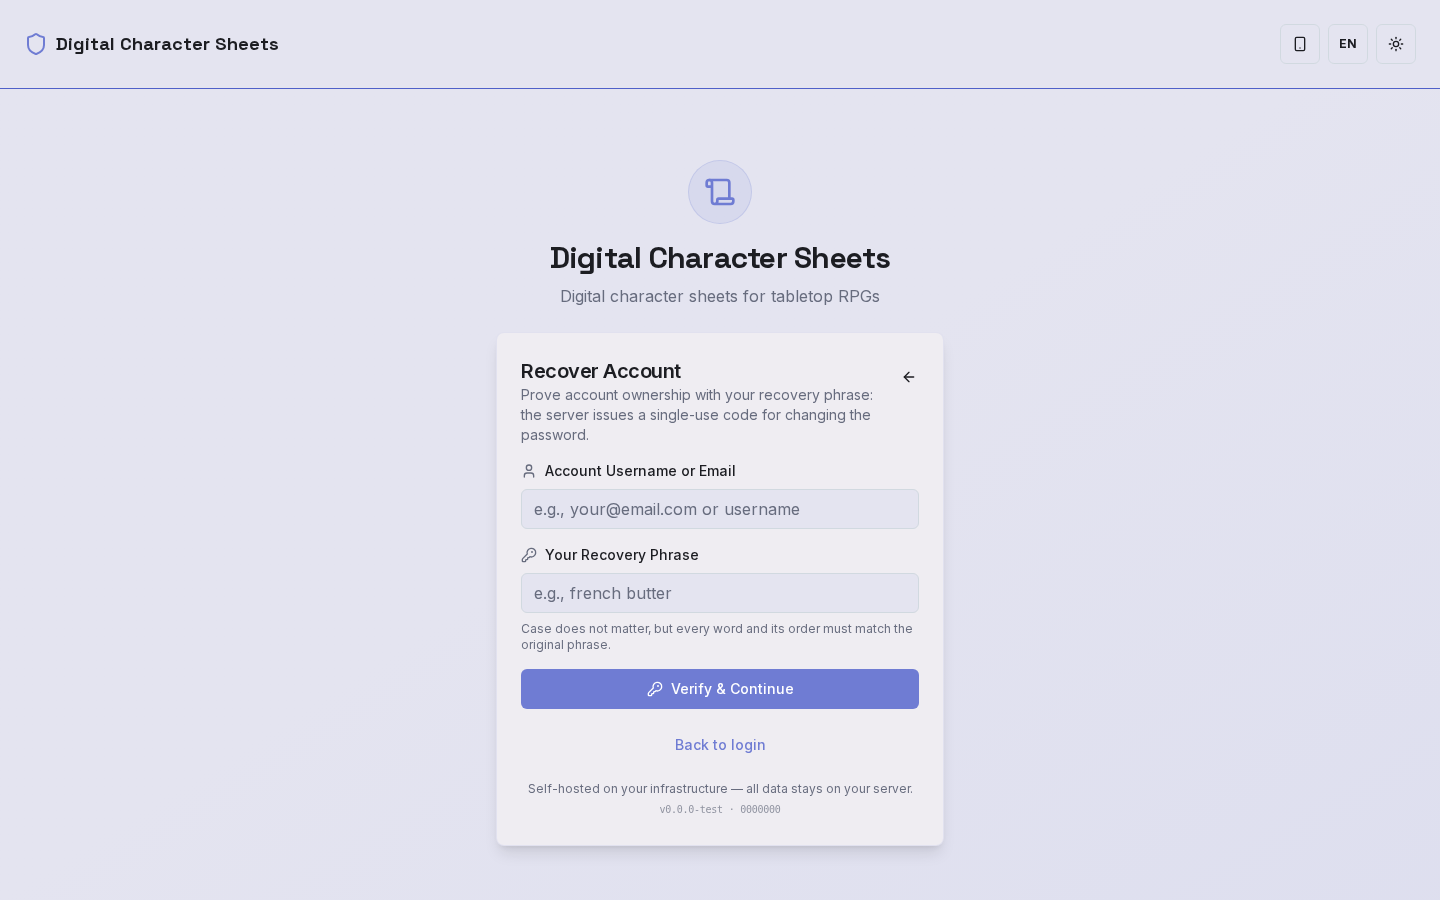 Digital Character Sheets
EN
Digital Character Sheets
Digital character sheets for tabletop RPGs
Recover Account
Prove account ownership with your recovery phrase:
the server issues a single-use code for changing the
password.
Account Username or Email
e.g., your@email.com or username
Your Recovery Phrase
e.g., french butter
Case does not matter, but every word and its order must match the
original phrase.
Verify & Continue
Back to login
Self-hosted on your infrastructure — all data stays on your server.
v0.0.0-test · 0000000